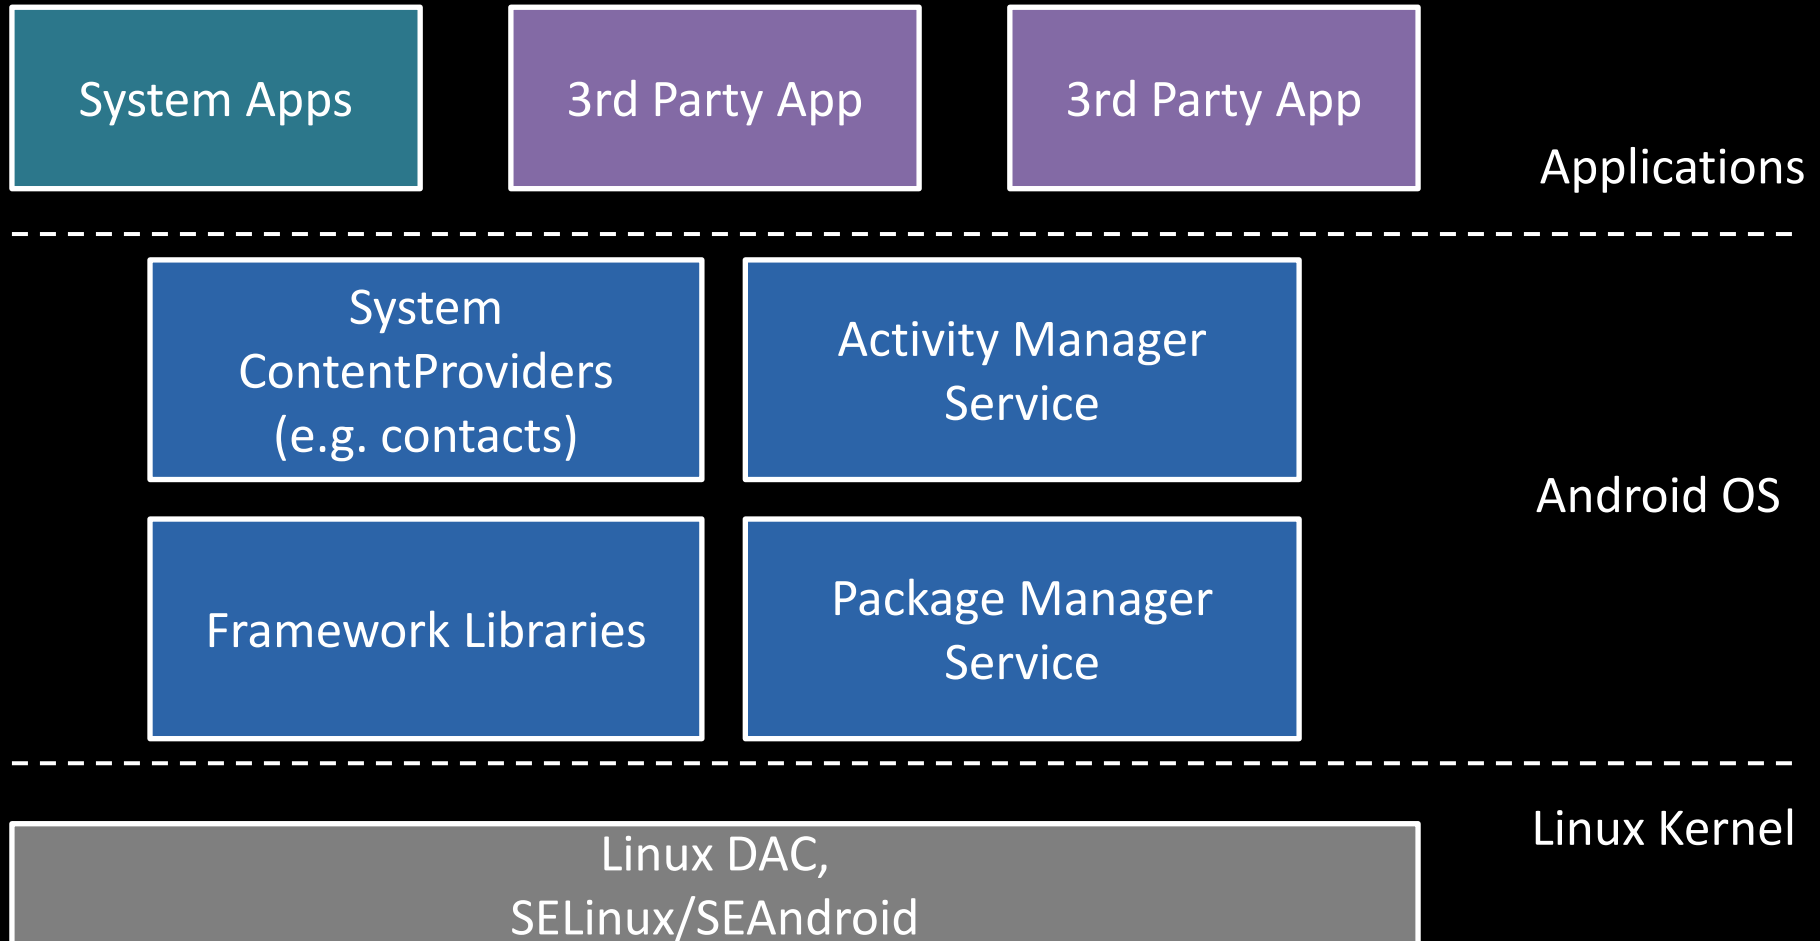 System Apps
3rd Party App
3rd Party App
Applications
System
ContentProviders
(e.g. contacts)
Activity Manager
Service
Android OS
Framework Libraries
Package Manager
Service
Linux Kernel
Linux DAC,
SELinux/SEAndroid